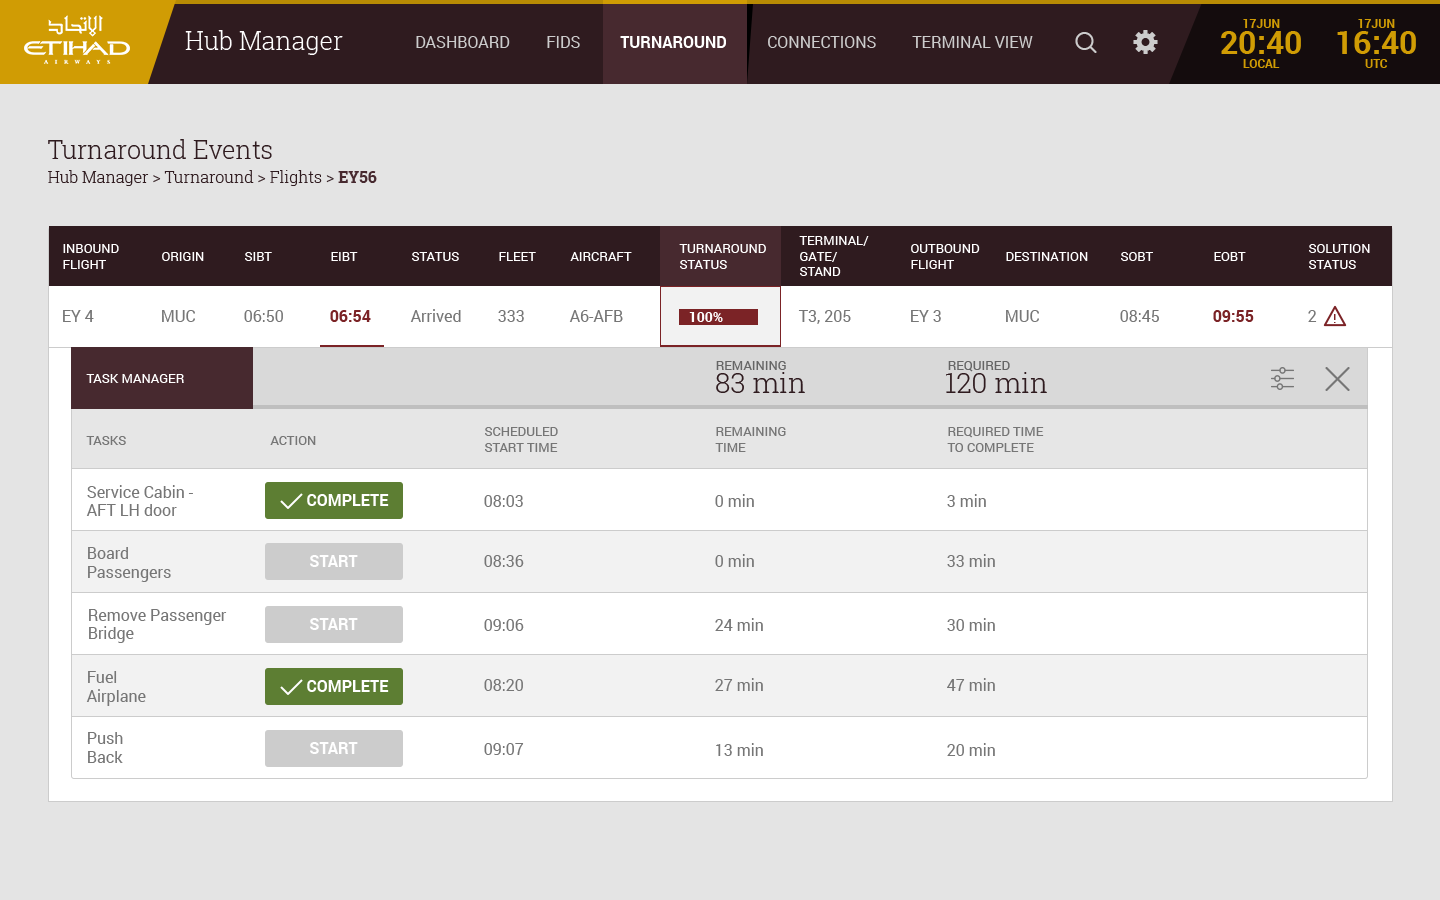 الإتحاد
ETIHAD
AIRWAYS
Hub Manager
DASHBOARD
FIDS
TURNAROUND
CONNECTIONS
TERMINAL VIEW
17JUN
20:40
LOCAL
17JUN
16:40
UTC
Turnaround Events
Hub Manager > Turnaround > Flights > EY56
INBOUND
FLIGHT
ORIGIN
SIBT
EIBT
STATUS
FLEET
AIRCRAFT
TURNAROUND
STATUS
TERMINAL/
GATE/
STAND
OUTBOUND
FLIGHT
DESTINATION
SOBT
EOBT
SOLUTION
STATUS
EY 4
MUC
06:50
06:54
Arrived
333
A6-AFB
100%
T3, 205
EY 3
MUC
08:45
09:55
2
TASK MANAGER
REMAINING
83 min
REQUIRED
120 min
TASKS
ACTION
SCHEDULED
START TIME
REMAINING
TIME
REQUIRED TIME
TO COMPLETE
Service Cabin -
AFT LH door
COMPLETE
08:03
0 min
3 min
Board
Passengers
START
08:36
0 min
33 min
Remove Passenger
Bridge
START
09:06
24 min
30 min
Fuel
Airplane
COMPLETE
08:20
27 min
47 min
Push
Back
START
09:07
13 min
20 min